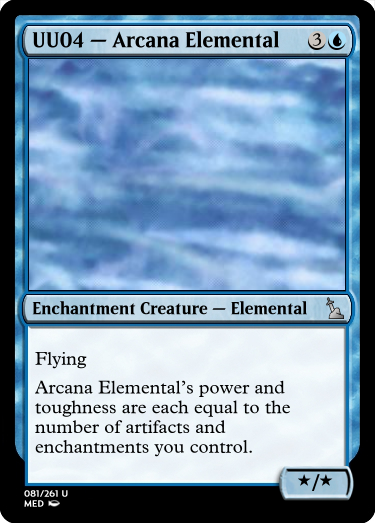 UU04 — Arcana Elemental 3
Enchantment Creature — Elemental
Flying
Arcana Elemental's power and
toughness are each equal to the
number of artifacts and
enchantments you control.
★/★
081/261 U
MED